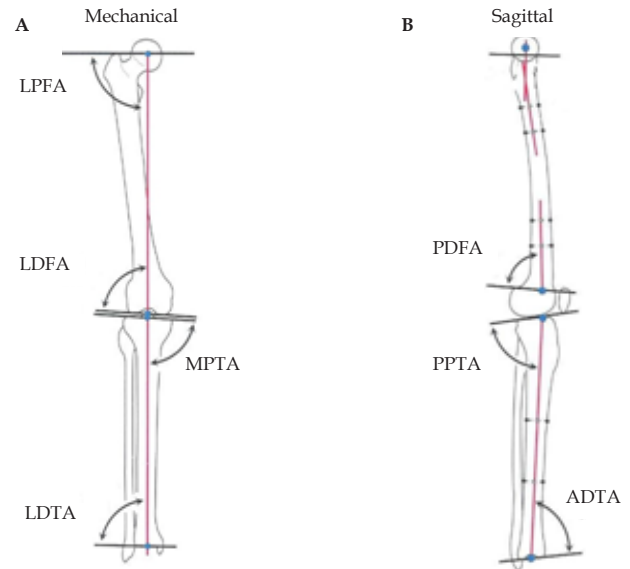 A
Mechanical
LPFA
LDFA
MPTA
LDTA
B
Sagittal
PDFA
PPTA
ADTA